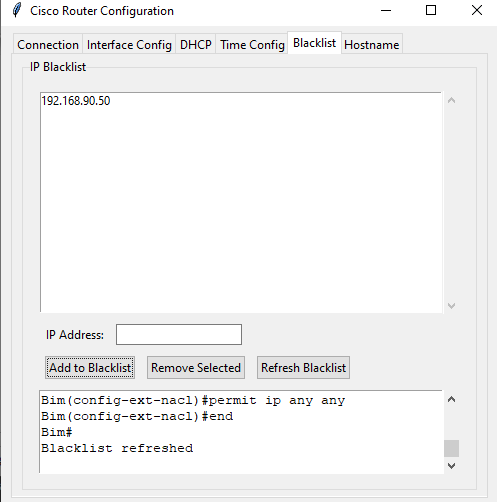 Cisco Router Configuration
Connection Interface Config DHCP Time Config Blacklist Hostname
IP Blacklist
192.168.90.50
IP Address:
Add to Blacklist Remove Selected Refresh Blacklist
Bim(config-ext-nacl)#permit ip any any
Bim(config-ext-nacl)#end
Bim#
Blacklist refreshed